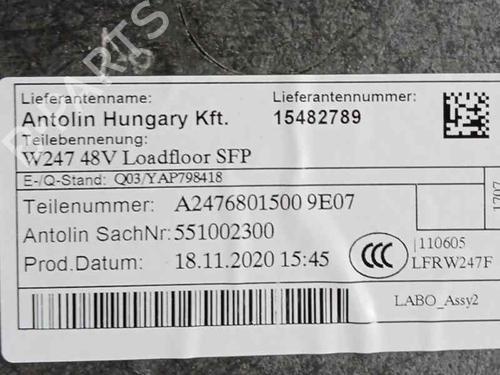 Lieferantenname: Lieferantennummer:
Antolin Hungary Kft. 15482789
Teilebennenung:
W247 48V Loadfloor SFP
E-/Q-Stand: Q03/YAP798418
Teilenummer: A2476801500 9E07
Antolin SachNr: 551002300
Prod.Datum: 18.11.2020 15:45
110605
LFRW247F
LABO_Assy2
1707